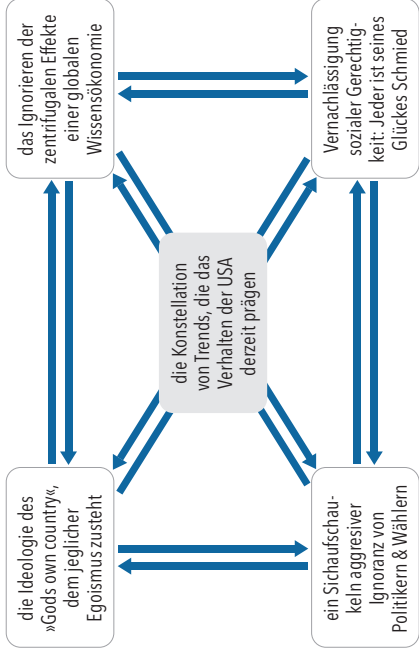 die Ideologie des
»Gods own country«,
dem jeglicher
Egoismus zusteht
das Ignorieren der
zentrifugalen Effekte
einer globalen
Wissensökonomie
die Konstellation
von Trends, die das
Verhalten der USA
derzeit prägen
ein Sichaufschau-
keln aggresiver
Ignoranz von
Politikern & Wählern
Vernachlässigung
sozialer Gerechtig-
keit: Jeder ist seines
Glückes Schmied